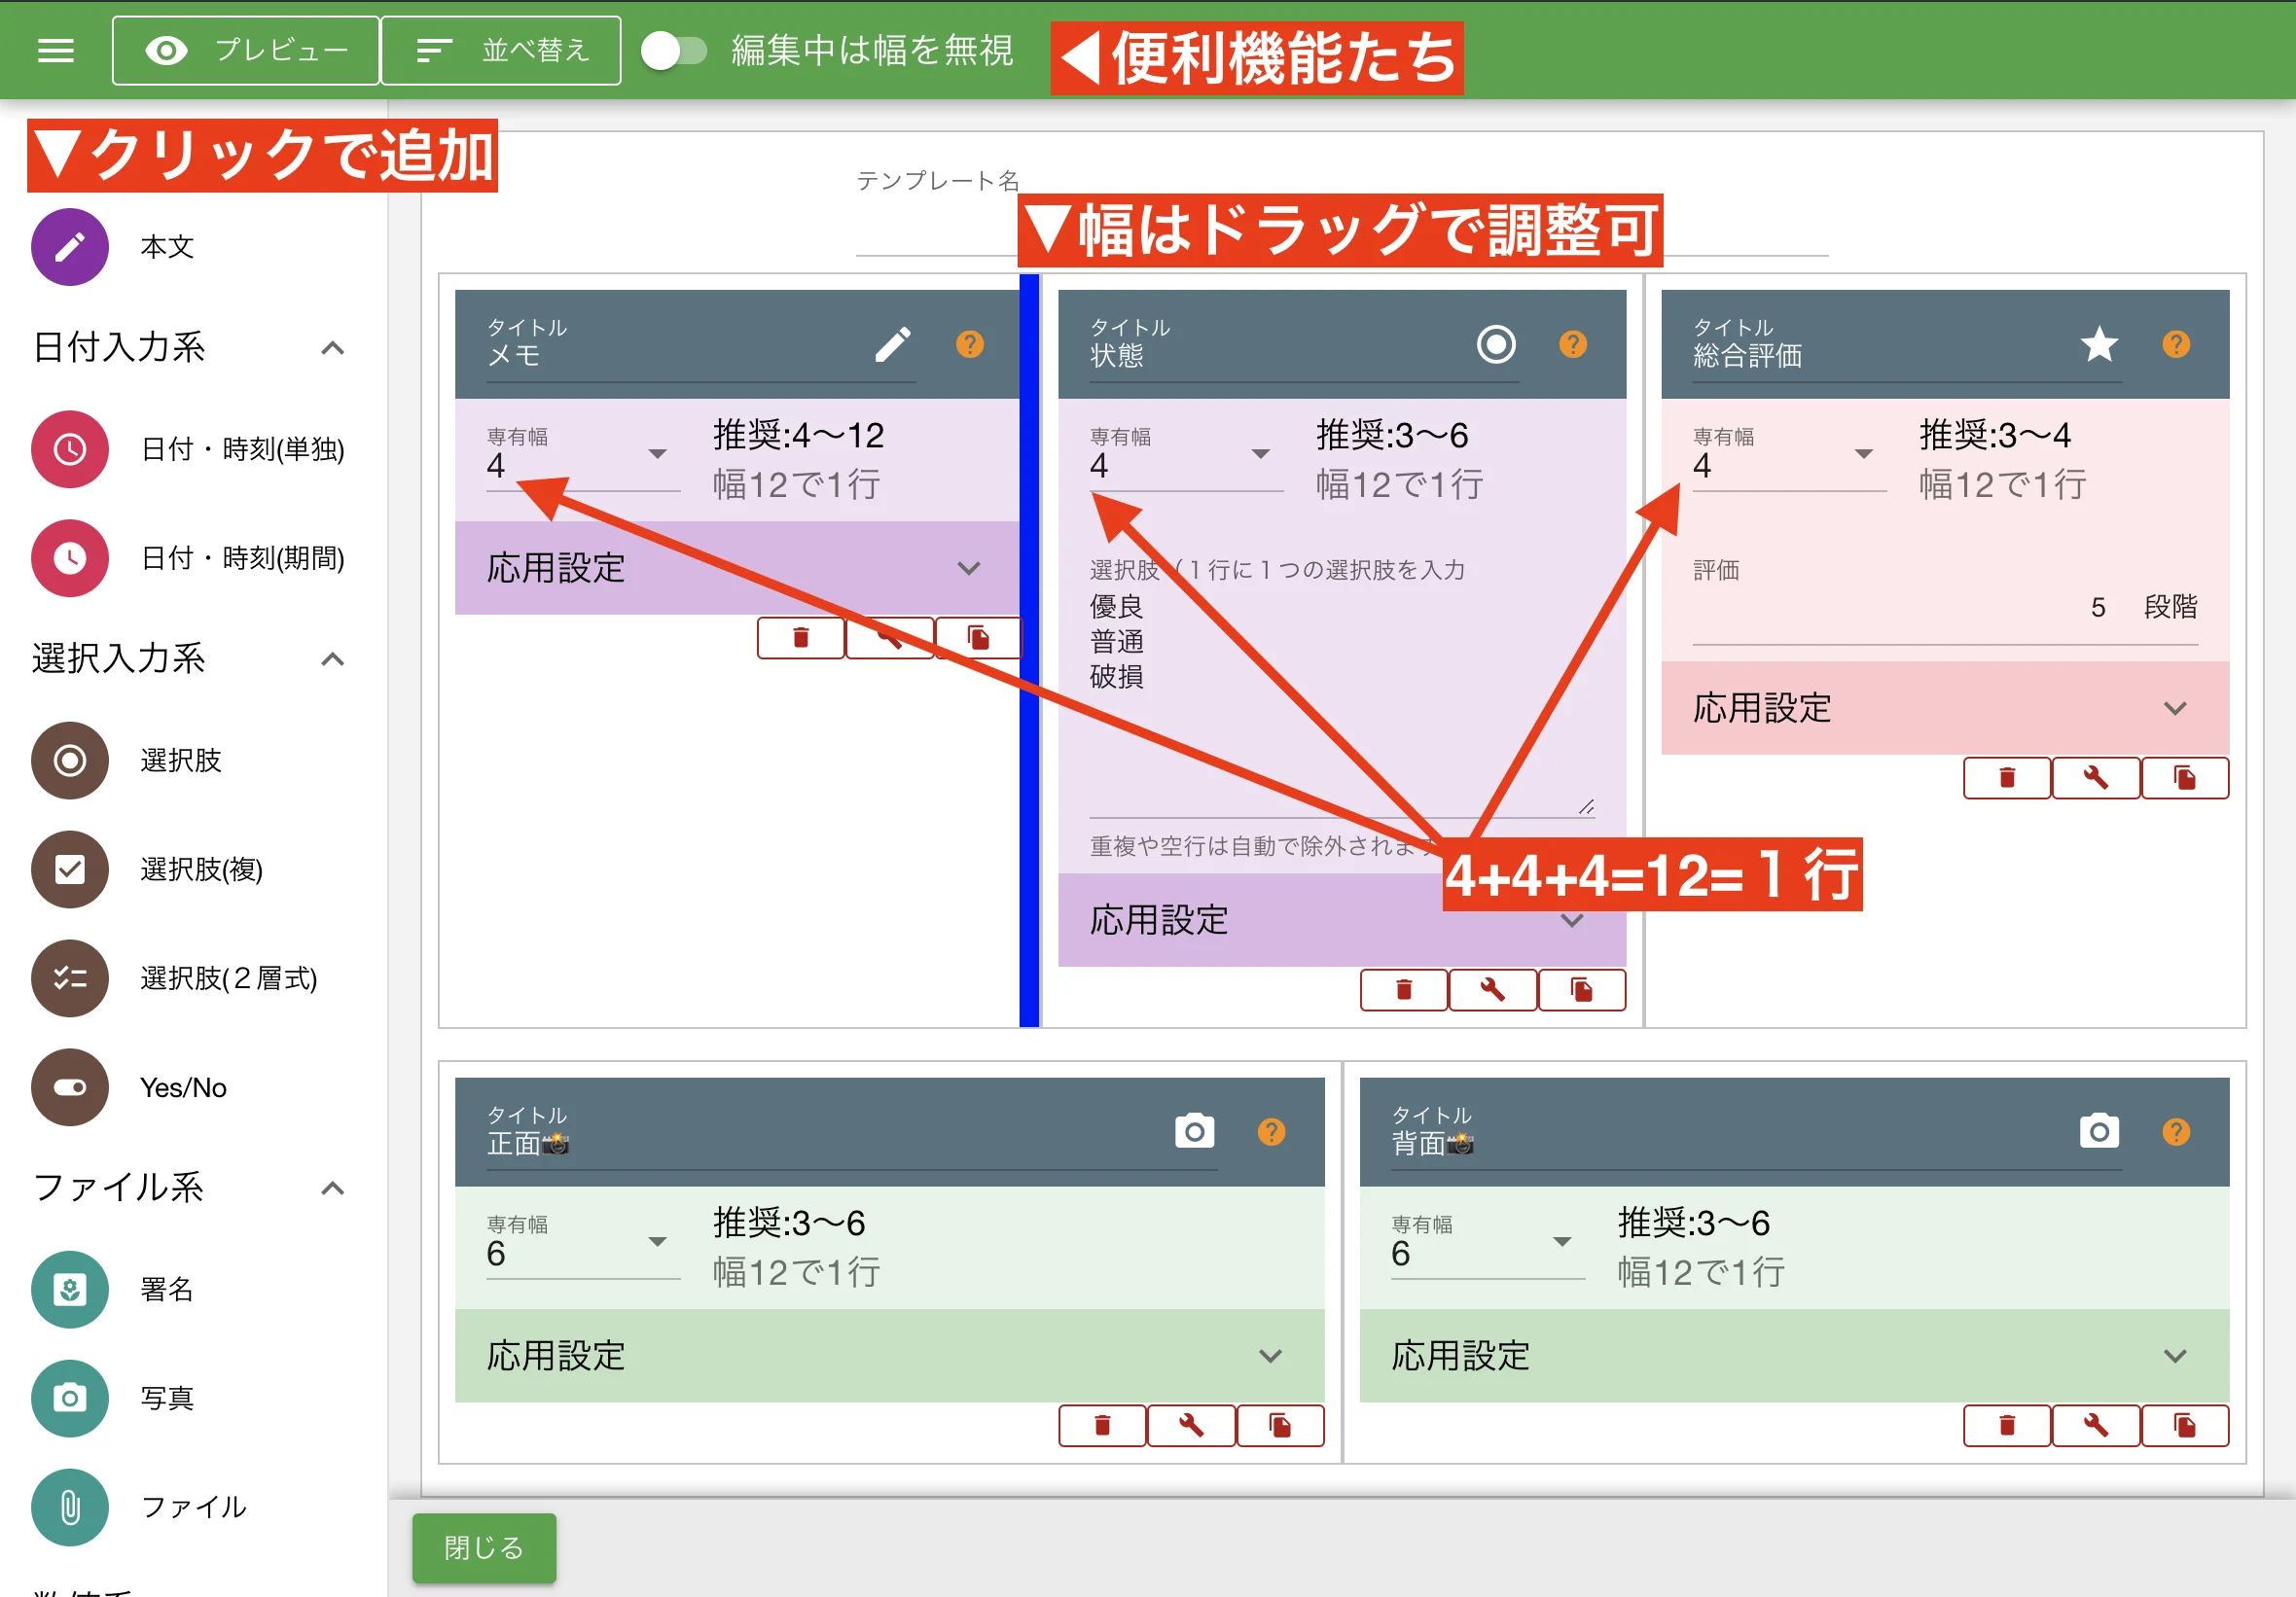 プレビュー
並べ替え
編集中は幅を無視
◀便利機能たち
▼クリックで追加
本文
日付入力系
日付・時刻(単独)
日付・時刻(期間)
選択入力系
選択肢
選択肢(複)
選択肢(２層式)
Yes/No
ファイル系
署名
写真
ファイル
テンプレート名
▼幅はドラッグで調整可
タイトル
メモ
専有幅
4
推奨:4〜12
幅12で1行
応用設定
タイトル
状態
専有幅
4
推奨:3〜6
幅12で1行
選択肢（１行に１つの選択肢を入力
優良
普通
破損
重複や空行は自動で除外されます
応用設定
タイトル
総合評価
専有幅
4
推奨:3〜4
幅12で1行
評価
5 段階
応用設定
4+4+4=12=１行
タイトル
正面📸
専有幅
6
推奨:3〜6
幅12で1行
応用設定
タイトル
背面📸
専有幅
6
推奨:3〜6
幅12で1行
応用設定
閉じる